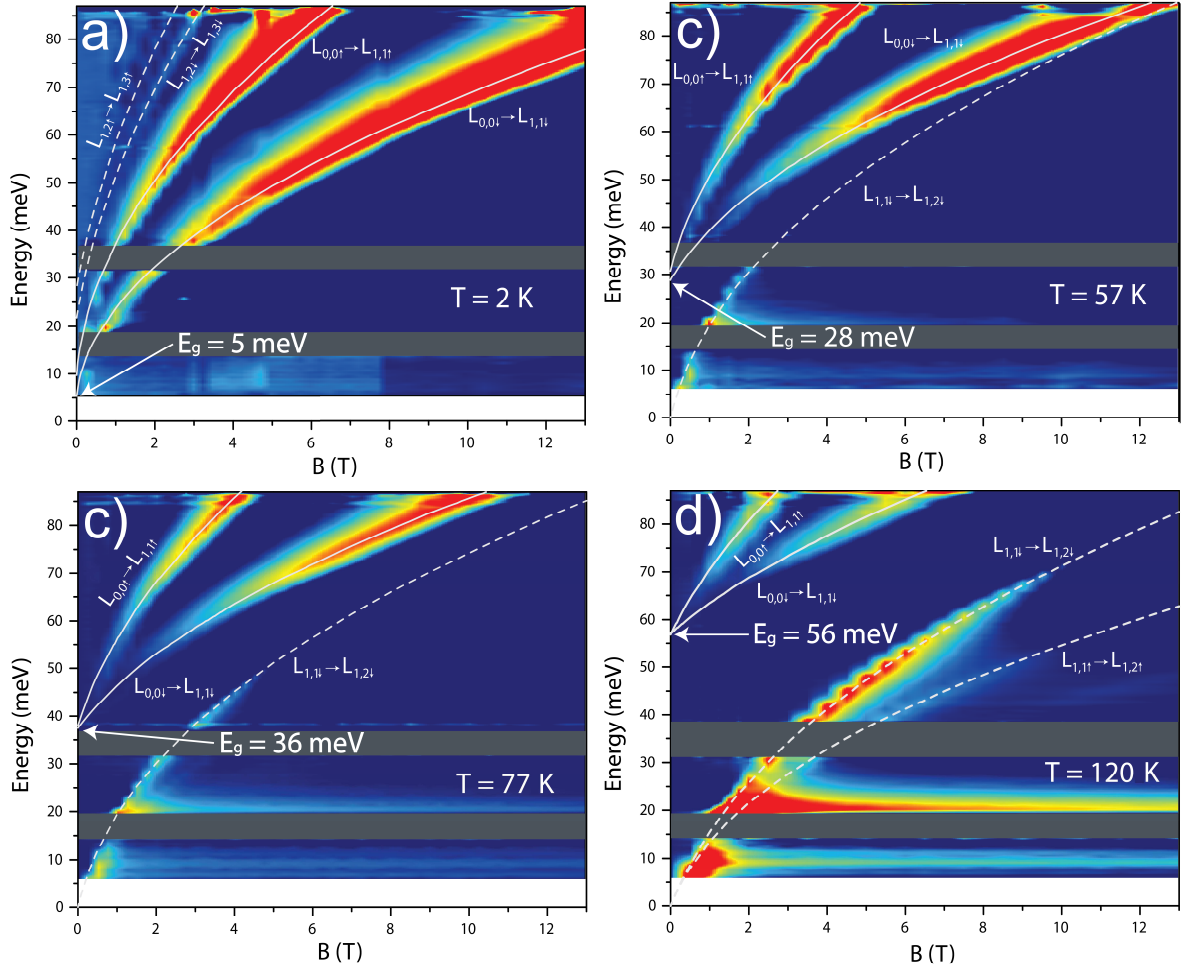 a)
L1,2↑→L1,3↑
L1,2↓→L1,3↓
L0,0↑→L1,1↑
L0,0↓→L1,1↓
T = 2 K
Eg = 5 meV
Energy (meV)
80
70
60
50
40
30
20
10
0
0 2 4 6 8 10 12
B (T)
c)
L0,0↑→L1,1↑
L0,0↓→L1,1↓
L1,1↓→L1,2↓
T = 57 K
Eg = 28 meV
Energy (meV)
80
70
60
50
40
30
20
10
0
0 2 4 6 8 10 12
B (T)
c)
L0,0↑→L1,1↑
L0,0↓→L1,1↓
L1,1↓→L1,2↓
Eg = 36 meV
T = 77 K
Energy (meV)
80
70
60
50
40
30
20
10
0
0 2 4 6 8 10 12
B (T)
d)
L0,0↑→L1,1↑
L1,1↓→L1,2↓
L0,0↓→L1,1↓
Eg = 56 meV
L1,1↑→L1,2↑
T = 120 K
Energy (meV)
80
70
60
50
40
30
20
10
0
0 2 4 6 8 10 12
B (T)